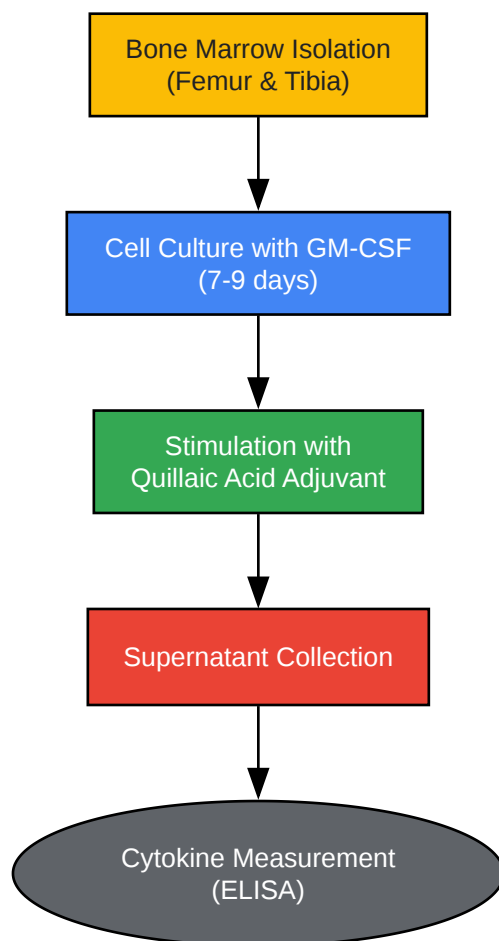 Bone Marrow Isolation
(Femur & Tibia)
Cell Culture with GM-CSF
(7-9 days)
Stimulation with
Quillaic Acid Adjuvant
Supernatant Collection
Cytokine Measurement
(ELISA)